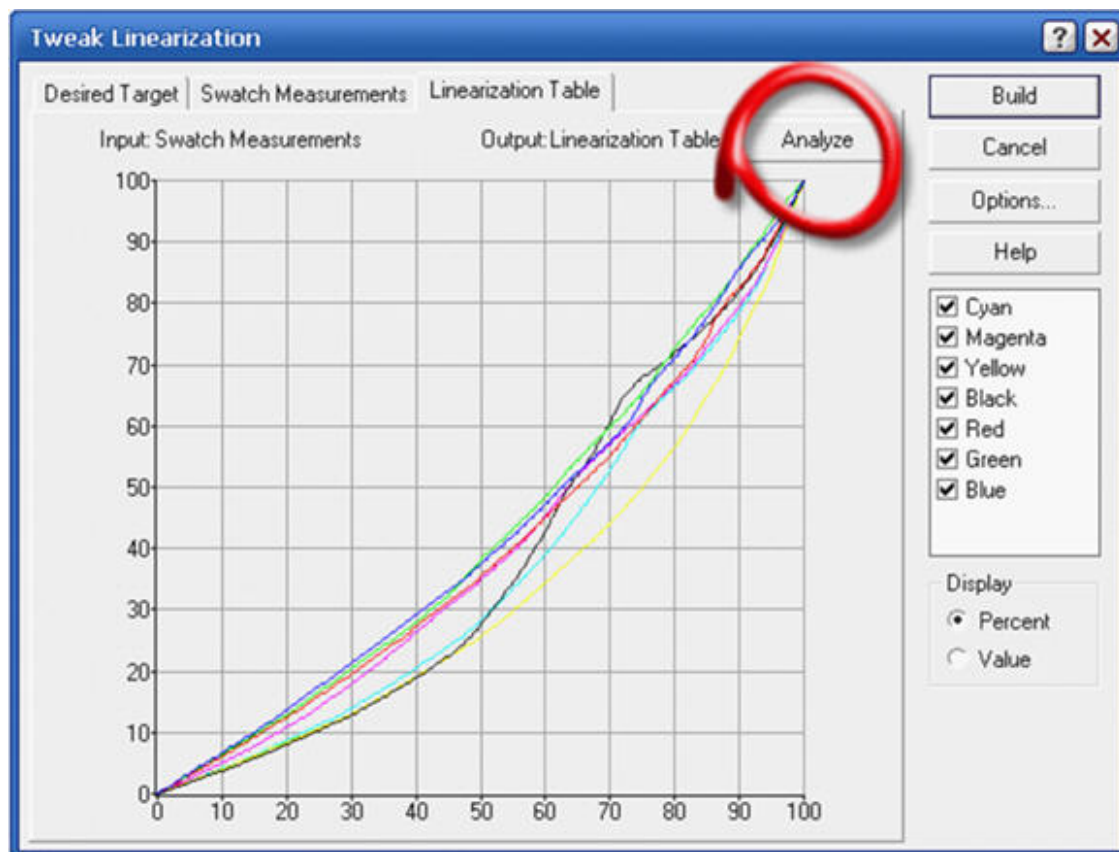 Tweak Linearization
Desired Target
Swatch Measurements
Linearization Table
Input: Swatch Measurements
Output: Linearization Table
Analyze
100
90
80
70
60
50
40
30
20
10
0
0 10 20 30 40 50 60 70 80 90 100
Build
Cancel
Options...
Help
Cyan
Magenta
Yellow
Black
Red
Green
Blue
Display
Percent
Value